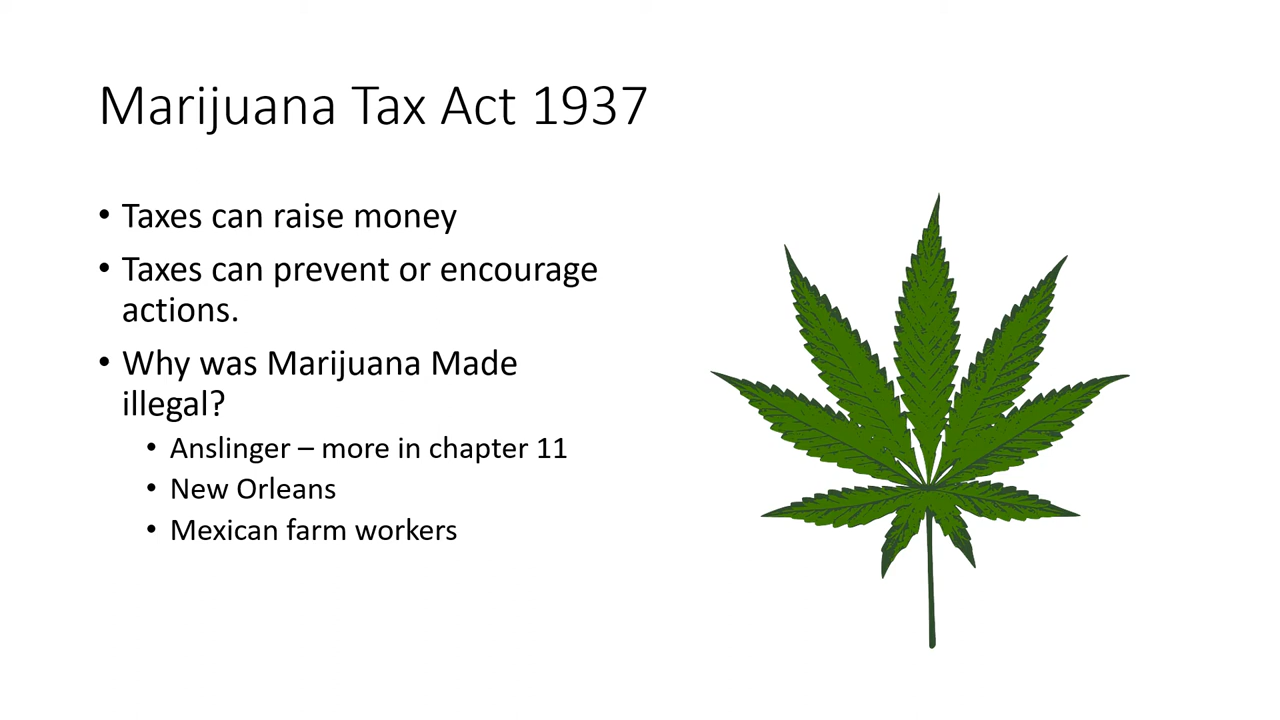 Marijuana Tax Act 1937
• Taxes can raise money
• Taxes can prevent or encourage
actions.
• Why was Marijuana Made
illegal?
• Anslinger – more in chapter 11
• New Orleans
• Mexican farm workers